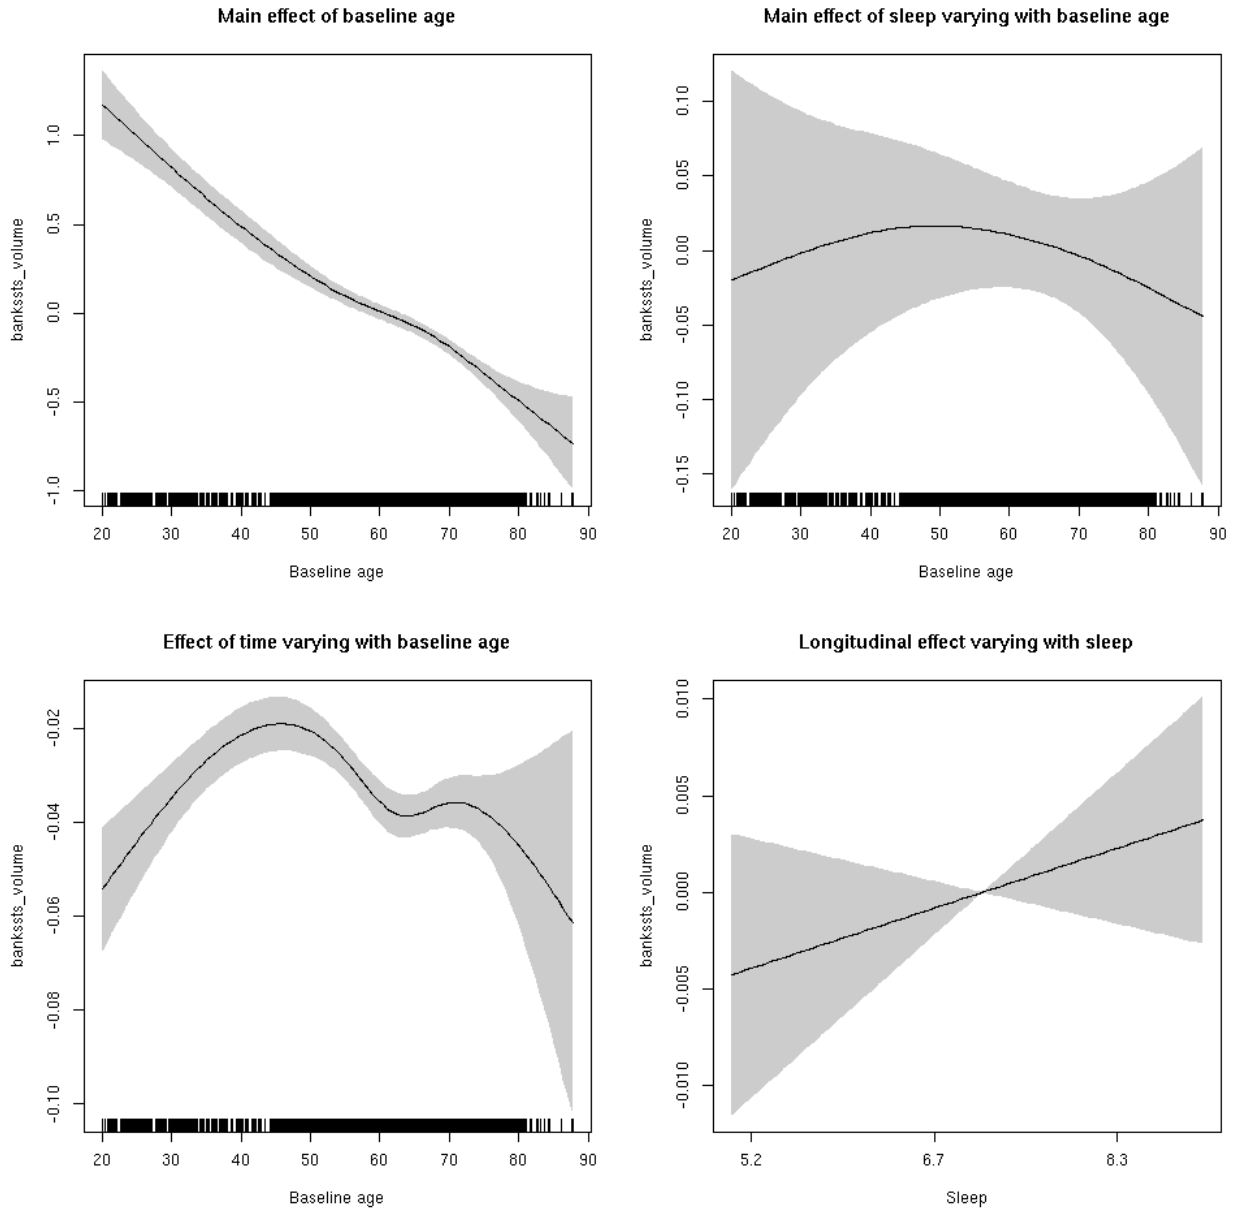 Main effect of baseline age
bankssts_volume
1.0
0.5
0.0
-0.5
-1.0
20 30 40 50 60 70 80 90
Baseline age
Main effect of sleep varying with baseline age
bankssts_volume
0.10
0.05
0.00
-0.05
-0.10
-0.15
20 30 40 50 60 70 80 90
Baseline age
Effect of time varying with baseline age
bankssts_volume
-0.02
-0.04
-0.06
-0.08
-0.10
20 30 40 50 60 70 80 90
Baseline age
Longitudinal effect varying with sleep
bankssts_volume
0.010
0.005
0.000
-0.005
-0.010
5.2 6.7 8.3
Sleep